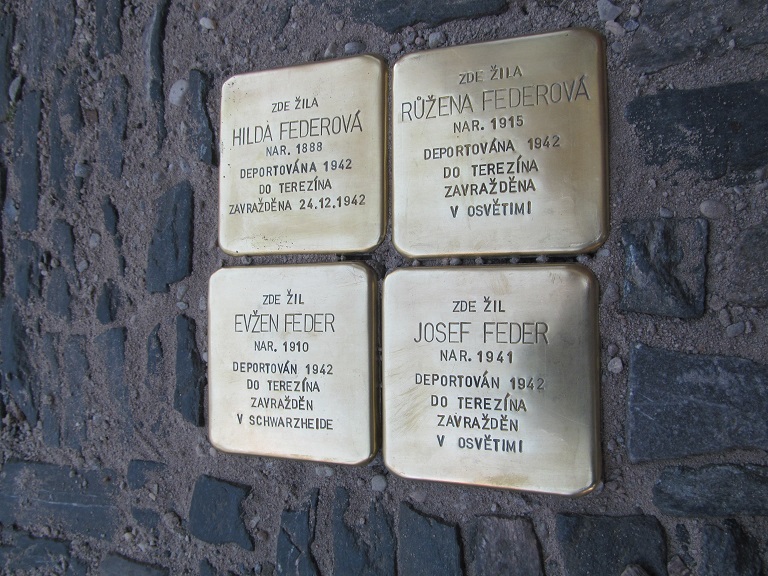 ZDE ŽILA
HILDA FEDEROVÁ
NAR. 1888
DEPORTOVÁNA 1942
DO TEREZÍNA
ZAVRAŽDĚNA 24.12.1942
ZDE ŽILA
RŮŽENA FEDEROVÁ
NAR. 1915
DEPORTOVÁNA 1942
DO TEREZÍNA
ZAVRAŽDĚNA
V OSVĚTIMI
ZDE ŽIL
EVŽEN FEDER
NAR. 1910
DEPORTOVÁN 1942
DO TEREZÍNA
ZAVRAŽDĚN
V SCHWARZHEIDE
ZDE ŽIL
JOSEF FEDER
NAR. 1941
DEPORTOVÁN 1942
DO TEREZÍNA
ZAVRAŽDĚN
V OSVĚTIMI